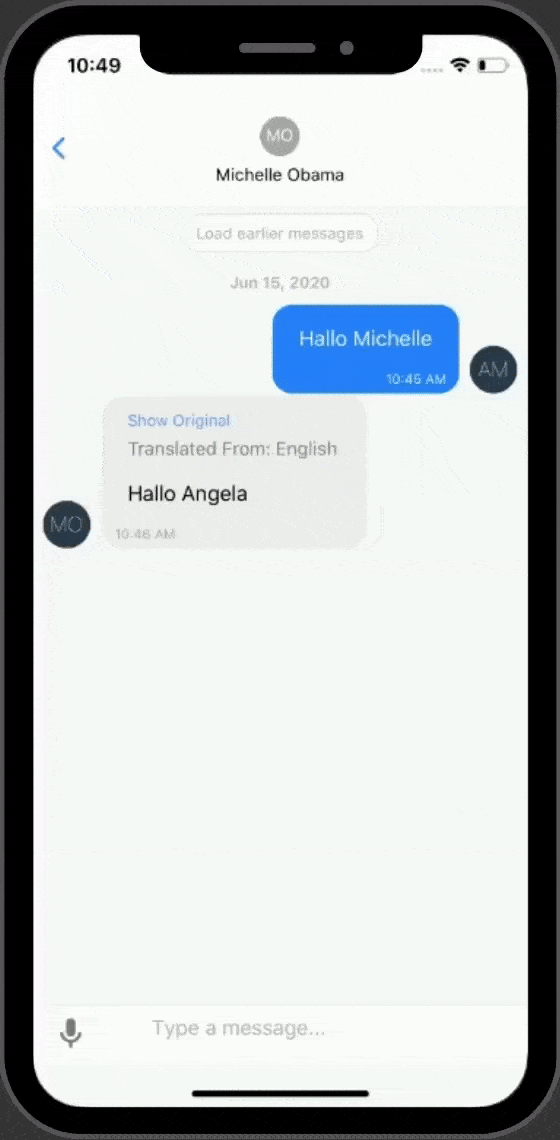 10:49
MO
Michelle Obama
Load earlier messages
Jun 15, 2020
Hallo Michelle
10:45 AM
AM
Show Original
Translated From: English
Hallo Angela
10:46 AM
MO
Type a message...